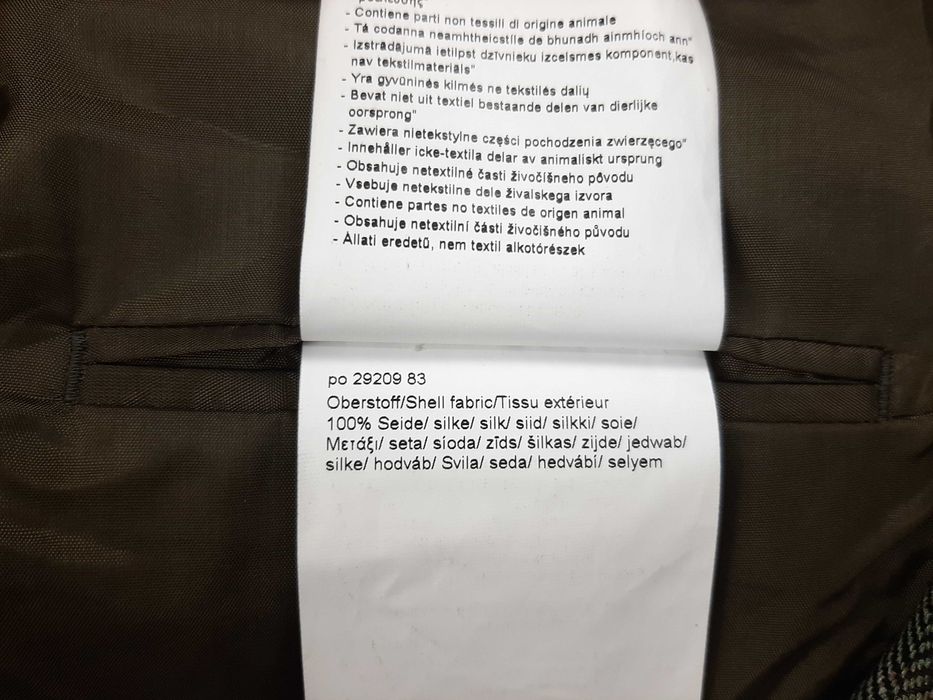 - Contiene parti non tessili di origine animale
- Tá codanna neamhtheicstíle de bhunadh ainmhíoch ann"
- Izstrādājumā ietilpst dzīvnieku izcelsmes komponent,kas
nav tekstilmateriāls"
- Yra gyvūninės kilmės ne tekstilės dalių
- Bevat niet uit textiel bestaande delen van dierlijke
oorsprong"
- Zawiera nietekstylne części pochodzenia zwierzęcego"
- Innehåller icke-textila delar av animaliskt ursprung
- Obsahuje netextilné časti živočíšneho pôvodu
- Vsebuje netekstilne dele živalskega izvora
- Contiene partes no textiles de origen animal
- Obsahuje netextilní části živočišného původu
- Állati eredetű, nem textil alkotórészek
po 29209 83
Oberstoff/Shell fabric/Tissu extérieur
100% Seide/ silke/ silk/ siid/ silkki/ soie/
Μετάξι/ seta/ síoda/ zīds/ šilkas/ zijde/ jedwab/
silke/ hodváb/ Svila/ seda/ hedvábí/ selyem